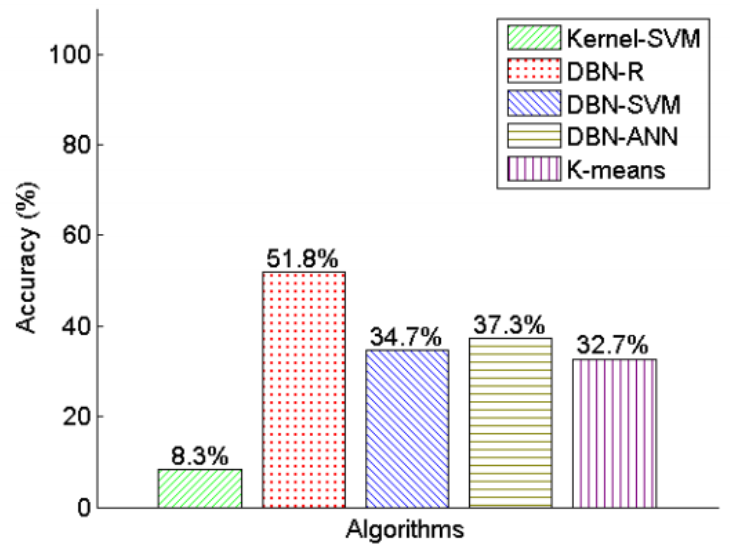 100
80
60
40
20
0
Accuracy (%)
Kernel-SVM
DBN-R
DBN-SVM
DBN-ANN
K-means
8.3%
51.8%
34.7%
37.3%
32.7%
Algorithms